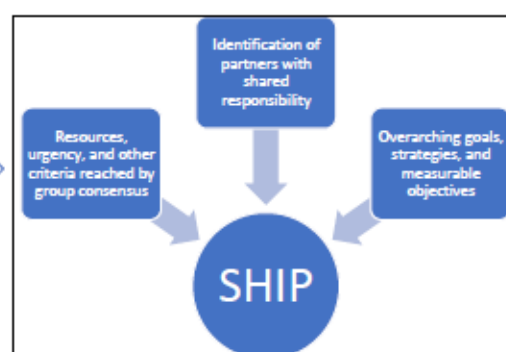 Identification of
partners with
shared
responsibility
Resources,
urgency, and other
criteria reached by
group consensus
Overarching goals,
strategies, and
measurable
objectives
SHIP